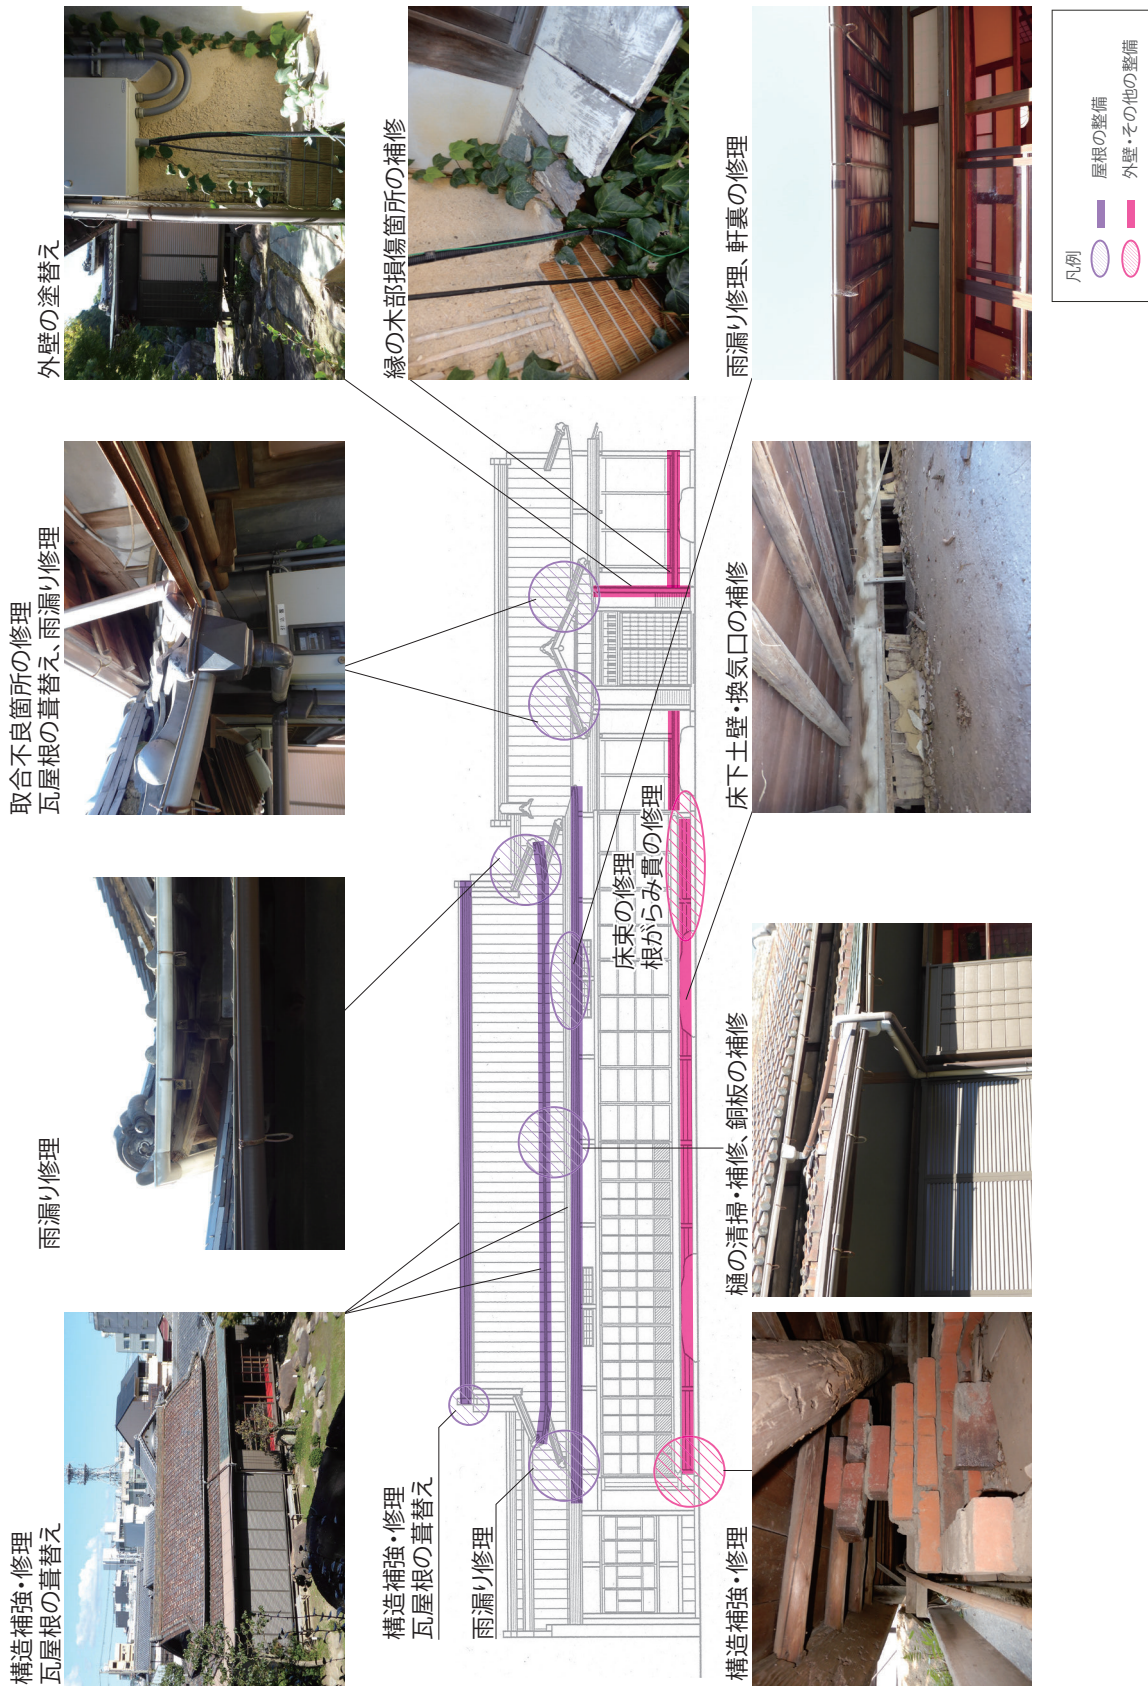 構造補強・修理
瓦屋根の葺替え
雨漏り修理
取合不良箇所の修理
瓦屋根の葺替え、雨漏り修理
外壁の塗替え
構造補強・修理
瓦屋根の葺替え
雨漏り修理
縁の木部損傷箇所の補修
床束の修理
根がらみ貫の修理
構造補強・修理
樋の清掃・補修、銅板の補修
床下土壁・換気口の補修
雨漏り修理、軒裏の修理
凡例
屋根の整備
外壁・その他の整備